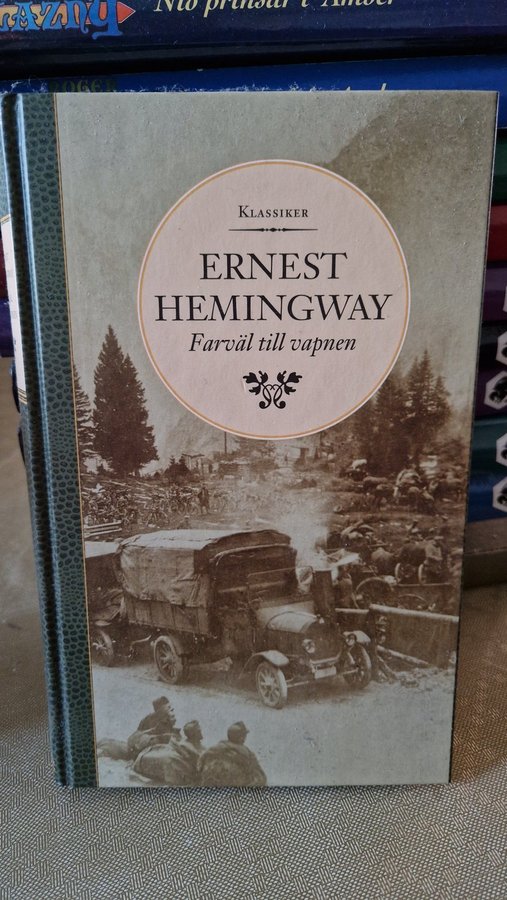 Nio prinsar i Amber
KLASSIKER
ERNEST
HEMINGWAY
Farväl till vapnen